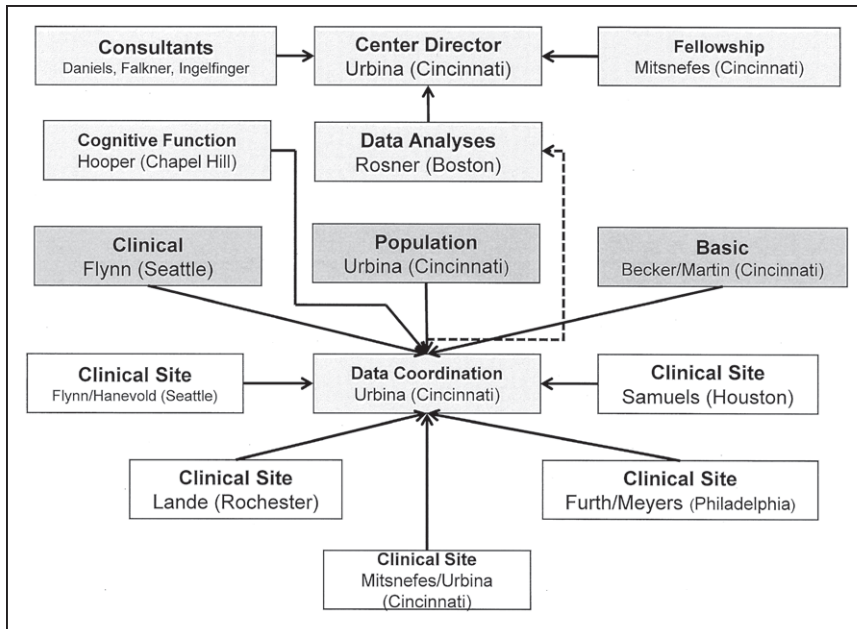 Consultants
Daniels, Falkner, Ingelfinger
Center Director
Urbina (Cincinnati)
Fellowship
Mitsnefes (Cincinnati)
Cognitive Function
Hooper (Chapel Hill)
Data Analyses
Rosner (Boston)
Clinical
Flynn (Seattle)
Population
Urbina (Cincinnati)
Basic
Becker/Martin (Cincinnati)
Clinical Site
Flynn/Hanevold (Seattle)
Data Coordination
Urbina (Cincinnati)
Clinical Site
Samuels (Houston)
Clinical Site
Lande (Rochester)
Clinical Site
Furth/Meyers (Philadelphia)
Clinical Site
Mitsnefes/Urbina
(Cincinnati)